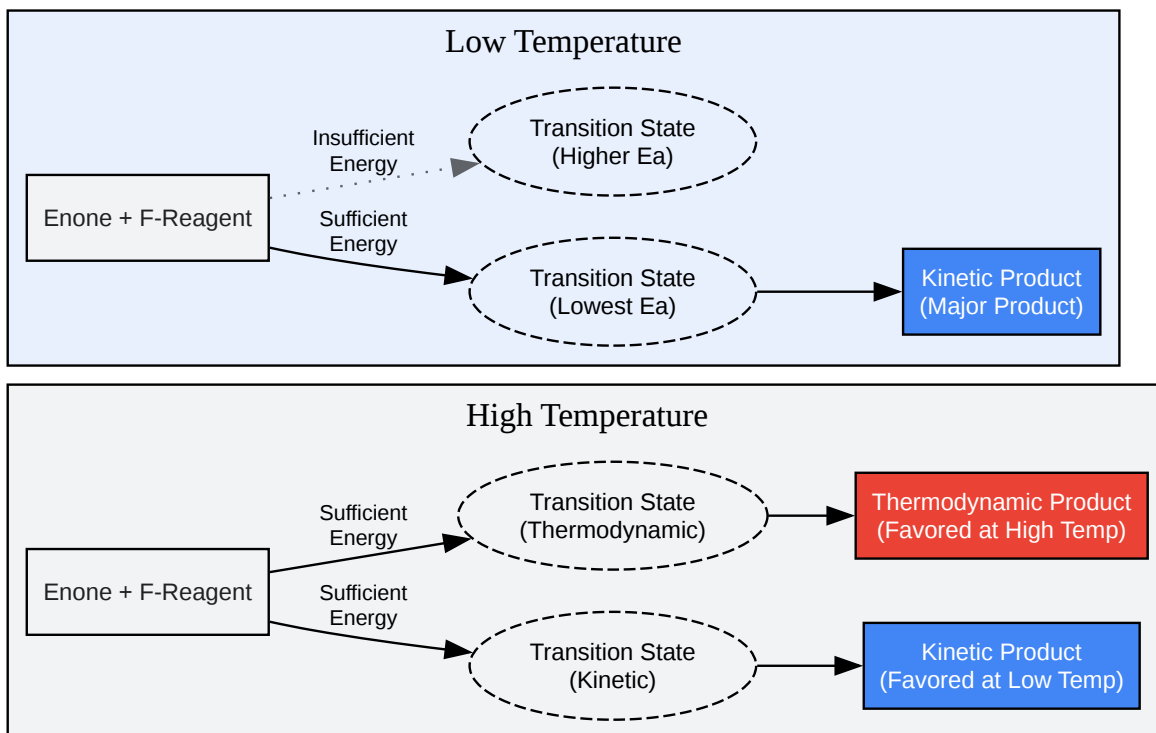 Low Temperature
Insufficient
Energy
Transition State
(Higher Ea)
Enone + F-Reagent
Sufficient
Energy
Transition State
(Lowest Ea)
Kinetic Product
(Major Product)
High Temperature
Sufficient
Energy
Transition State
(Thermodynamic)
Thermodynamic Product
(Favored at High Temp)
Enone + F-Reagent
Sufficient
Energy
Transition State
(Kinetic)
Kinetic Product
(Favored at Low Temp)